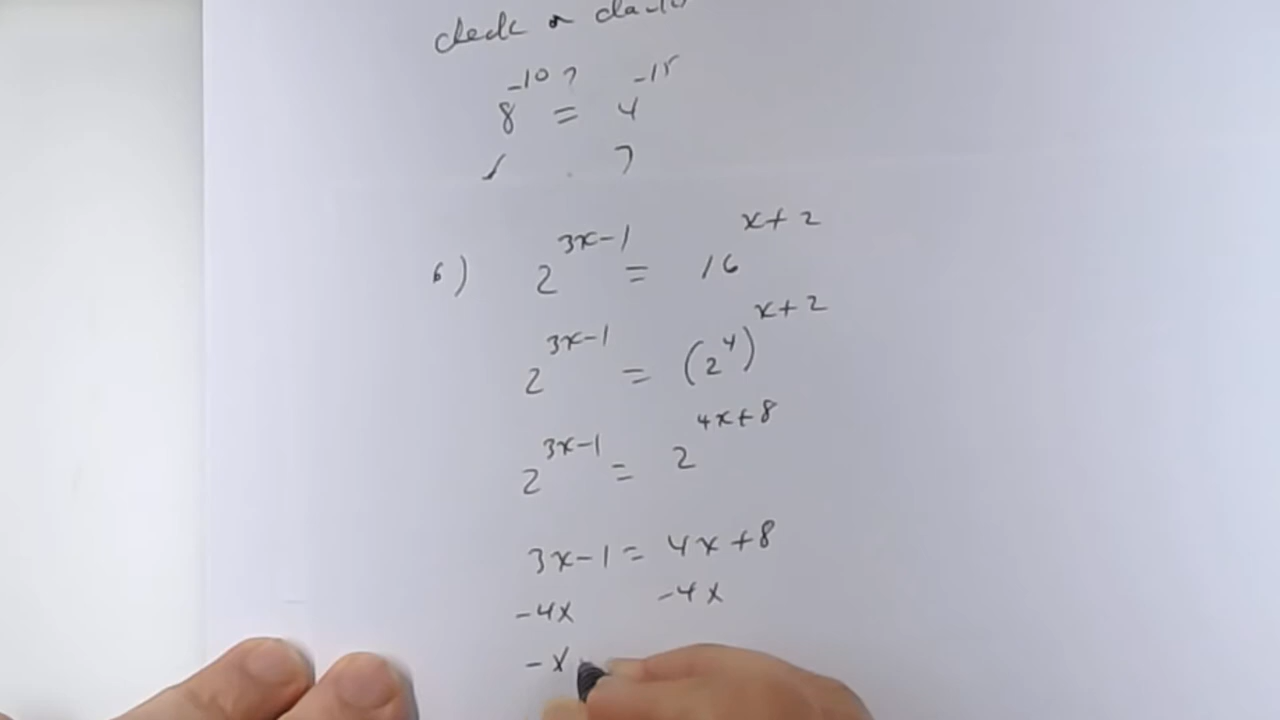 check on
-10 ? -15
8 = 4
?
6) 2^{3x-1} = 16^{x+2}
2^{3x-1} = (2^4)^{x+2}
2^{3x-1} = 2^{4x+8}
3x-1 = 4x+8
-4x -4x
-x